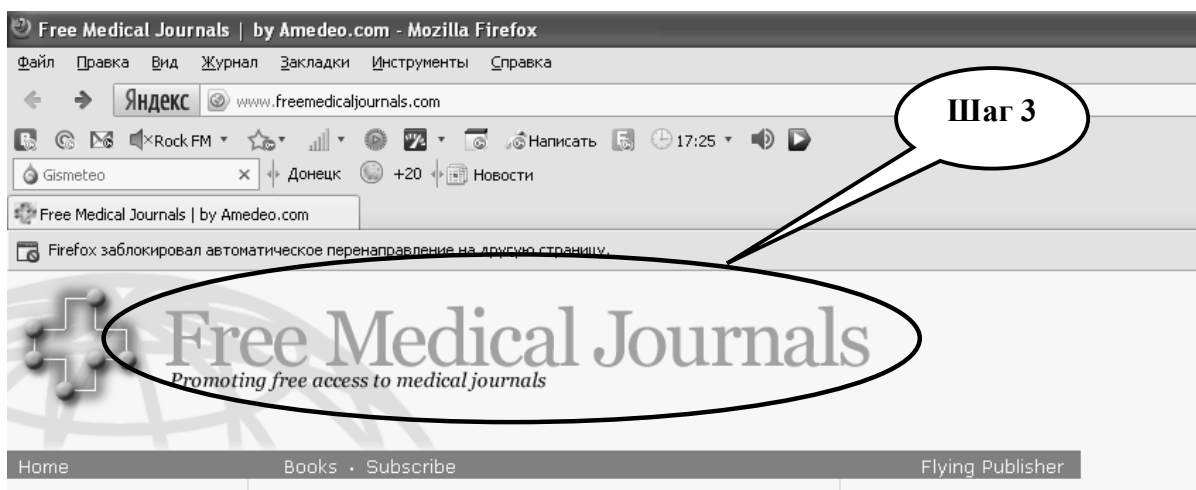 Free Medical Journals | by Amedeo.com - Mozilla Firefox
Файл Правка Вид Журнал Закладки Инструменты Справка
Яндекс www.freemedicaljournals.com
Шаг 3
Rock FM Написать 17:25
Gismeteo Донецк +20 Новости
Free Medical Journals | by Amedeo.com
Firefox заблокировал автоматическое перенаправление на другую страницу.
Free Medical Journals
Promoting free access to medical journals
Home Books · Subscribe Flying Publisher